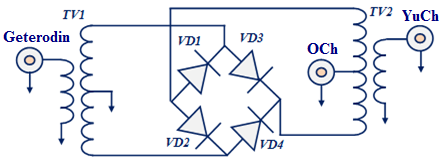 TV1
TV2
YuCh
Geterodin
VD1
VD3
OCh
VD2
VD4